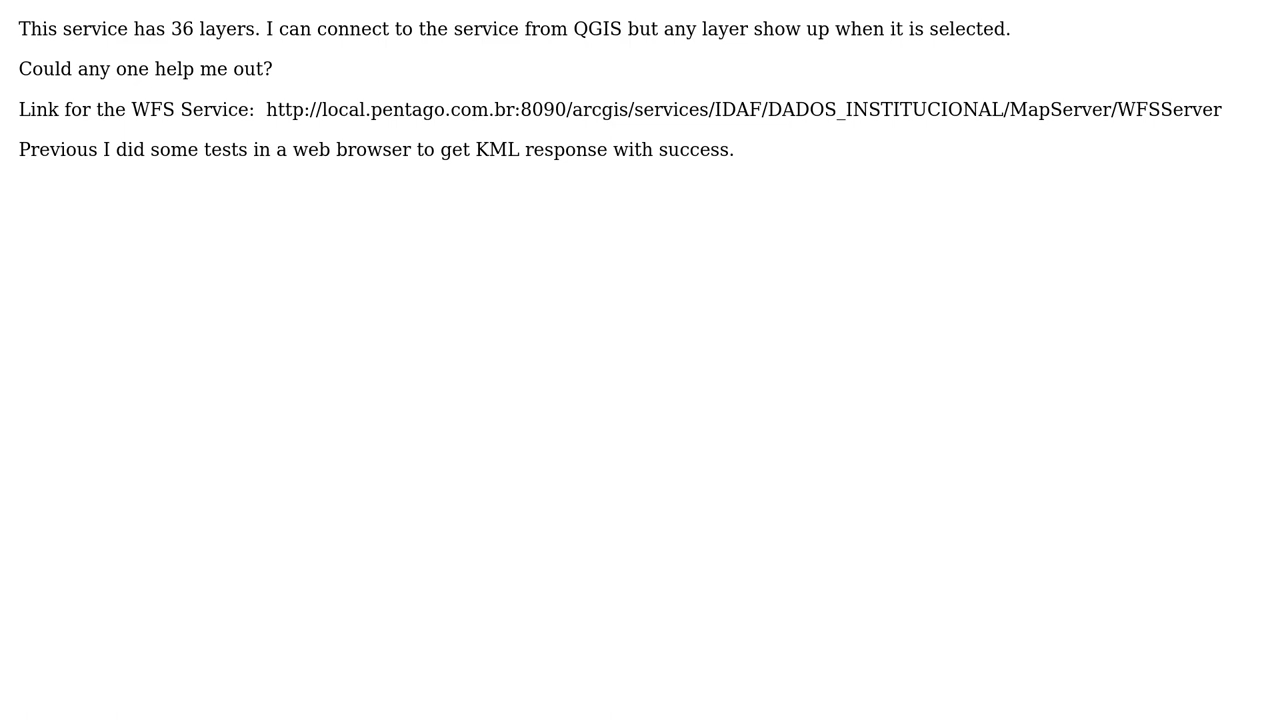 This service has 36 layers. I can connect to the service from QGIS but any layer show up when it is selected.
Could any one help me out?
Link for the WFS Service:  http://local.pentago.com.br:8090/arcgis/services/IDAF/DADOS_INSTITUCIONAL/MapServer/WFSServer
Previous I did some tests in a web browser to get KML response with success.